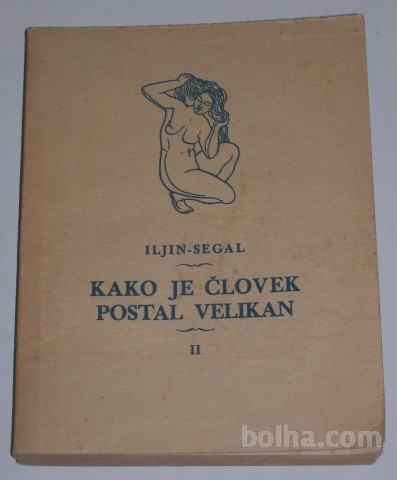 ILJIN-SEGAL
KAKO JE ČLOVEK
POSTAL VELIKAN
II
bolha.com